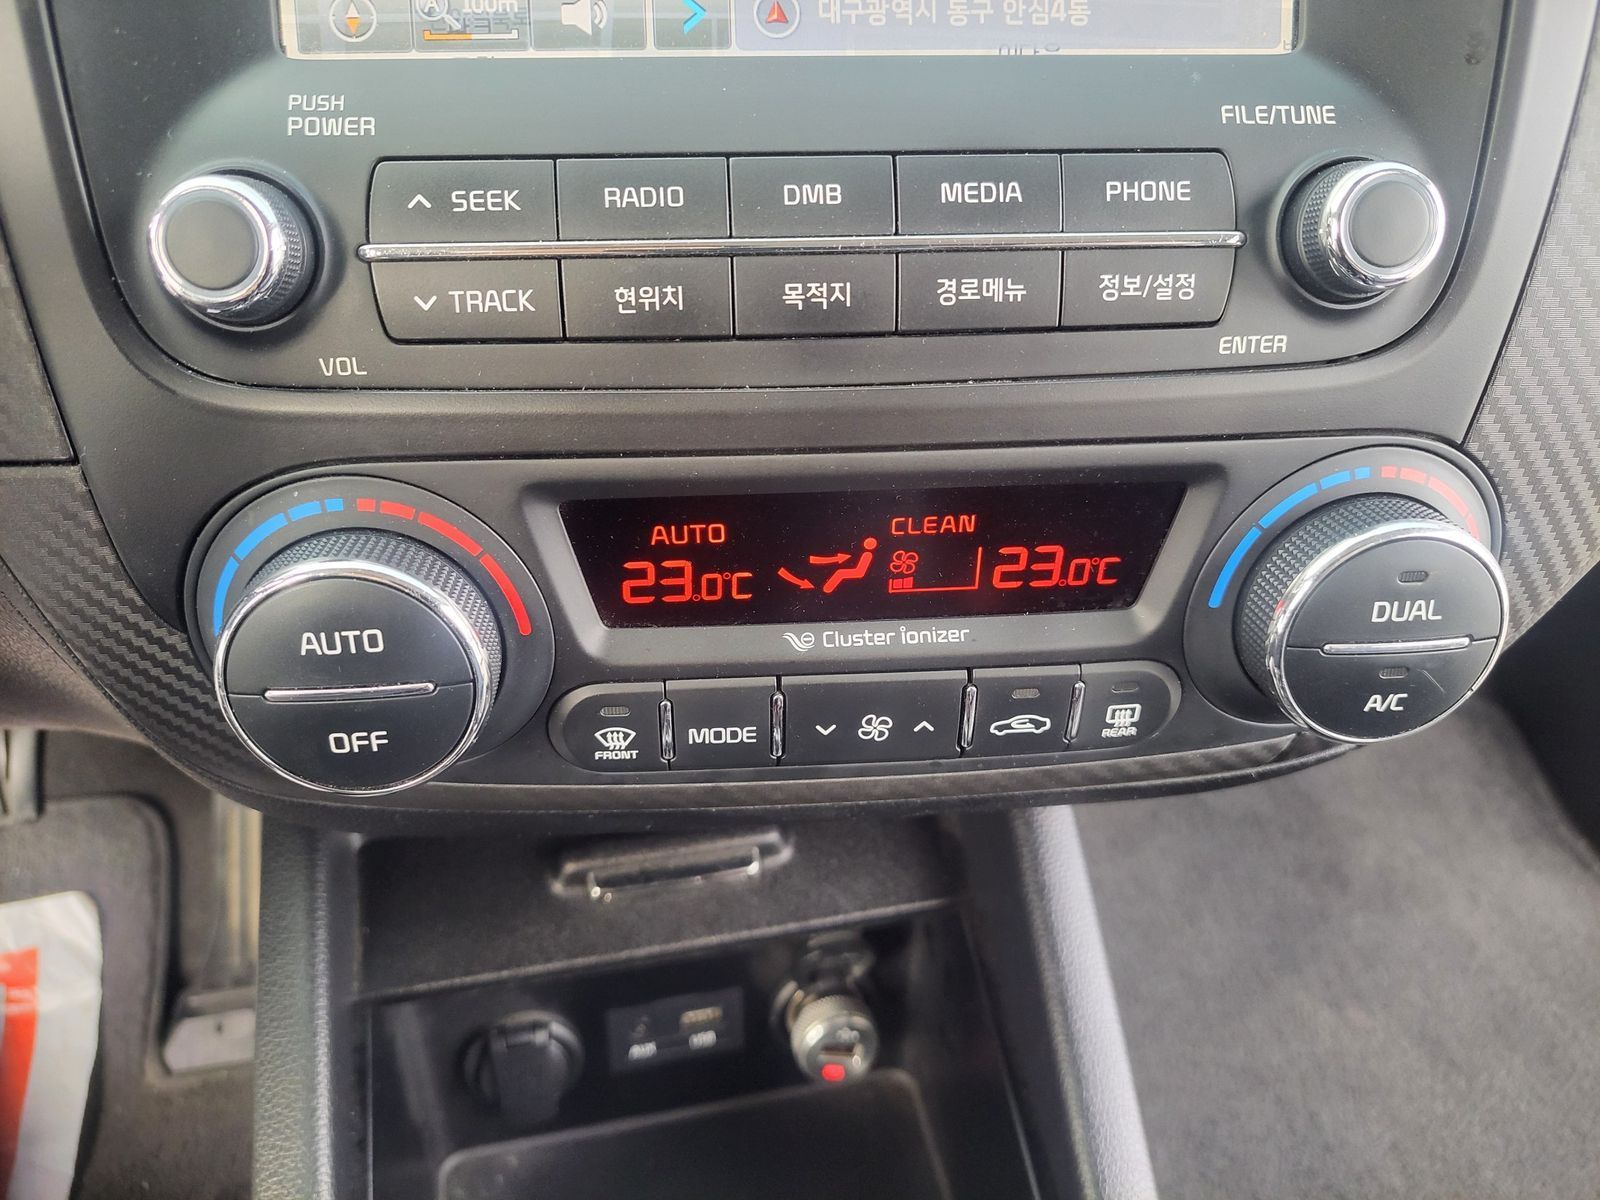 100m
대구광역시 동구 안심4동
PUSH
POWER
FILE/TUNE
SEEK RADIO DMB MEDIA PHONE
TRACK 현위치 목적지 경로메뉴 정보/설정
VOL
ENTER
AUTO CLEAN
23.0℃ 23.0℃
Cluster ionizer
AUTO
OFF
FRONT
MODE
REAR
DUAL
A/C